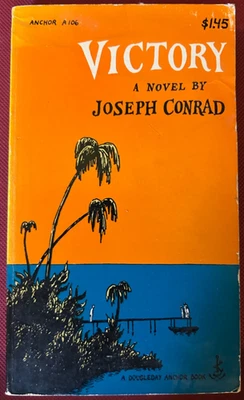 ANCHOR A106
$1.45
VICTORY
A NOVEL BY
JOSEPH CONRAD
A DOUBLEDAY ANCHOR BOOK